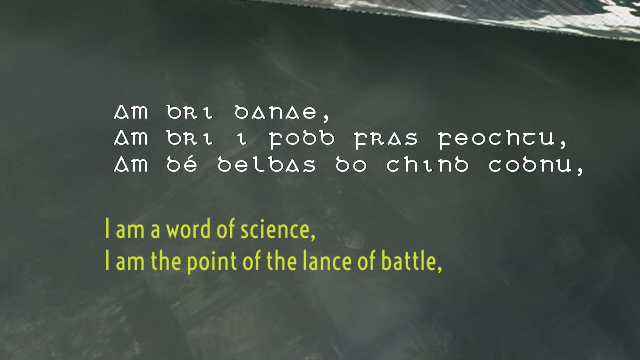 Am bri danae,
Am bri i fodb fras feochtu,
Am dé delbas do chind codnu,
I am a word of science,
I am the point of the lance of battle,